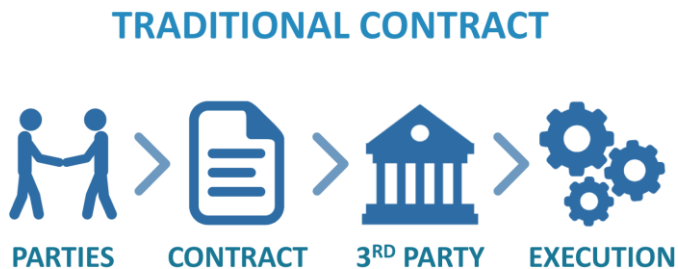 TRADITIONAL CONTRACT
PARTIES CONTRACT 3RD PARTY EXECUTION